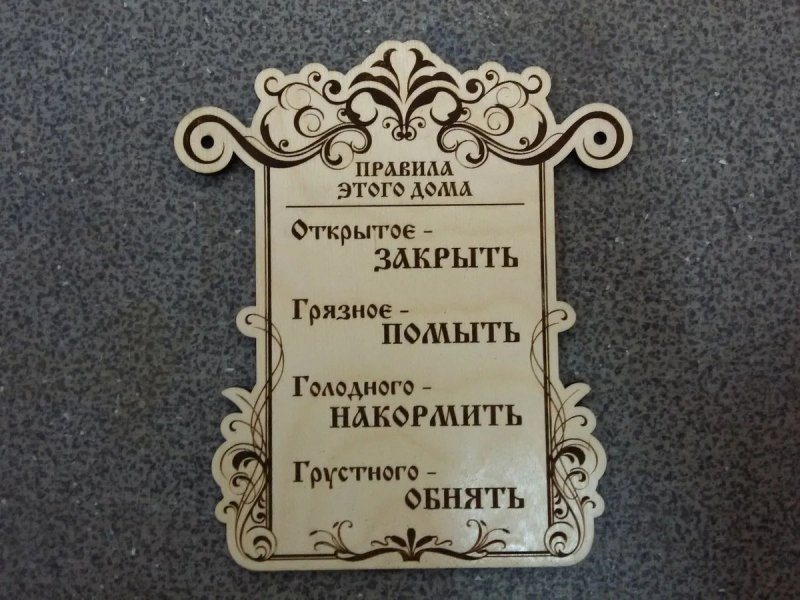 ПРАВИЛА
ЭТОГО ДОМА
Открытое -
ЗАКРЫТЬ
Грязное -
ПОМЫТЬ
Голодного -
НАКОРМИТЬ
Грустного -
ОБНЯТЬ